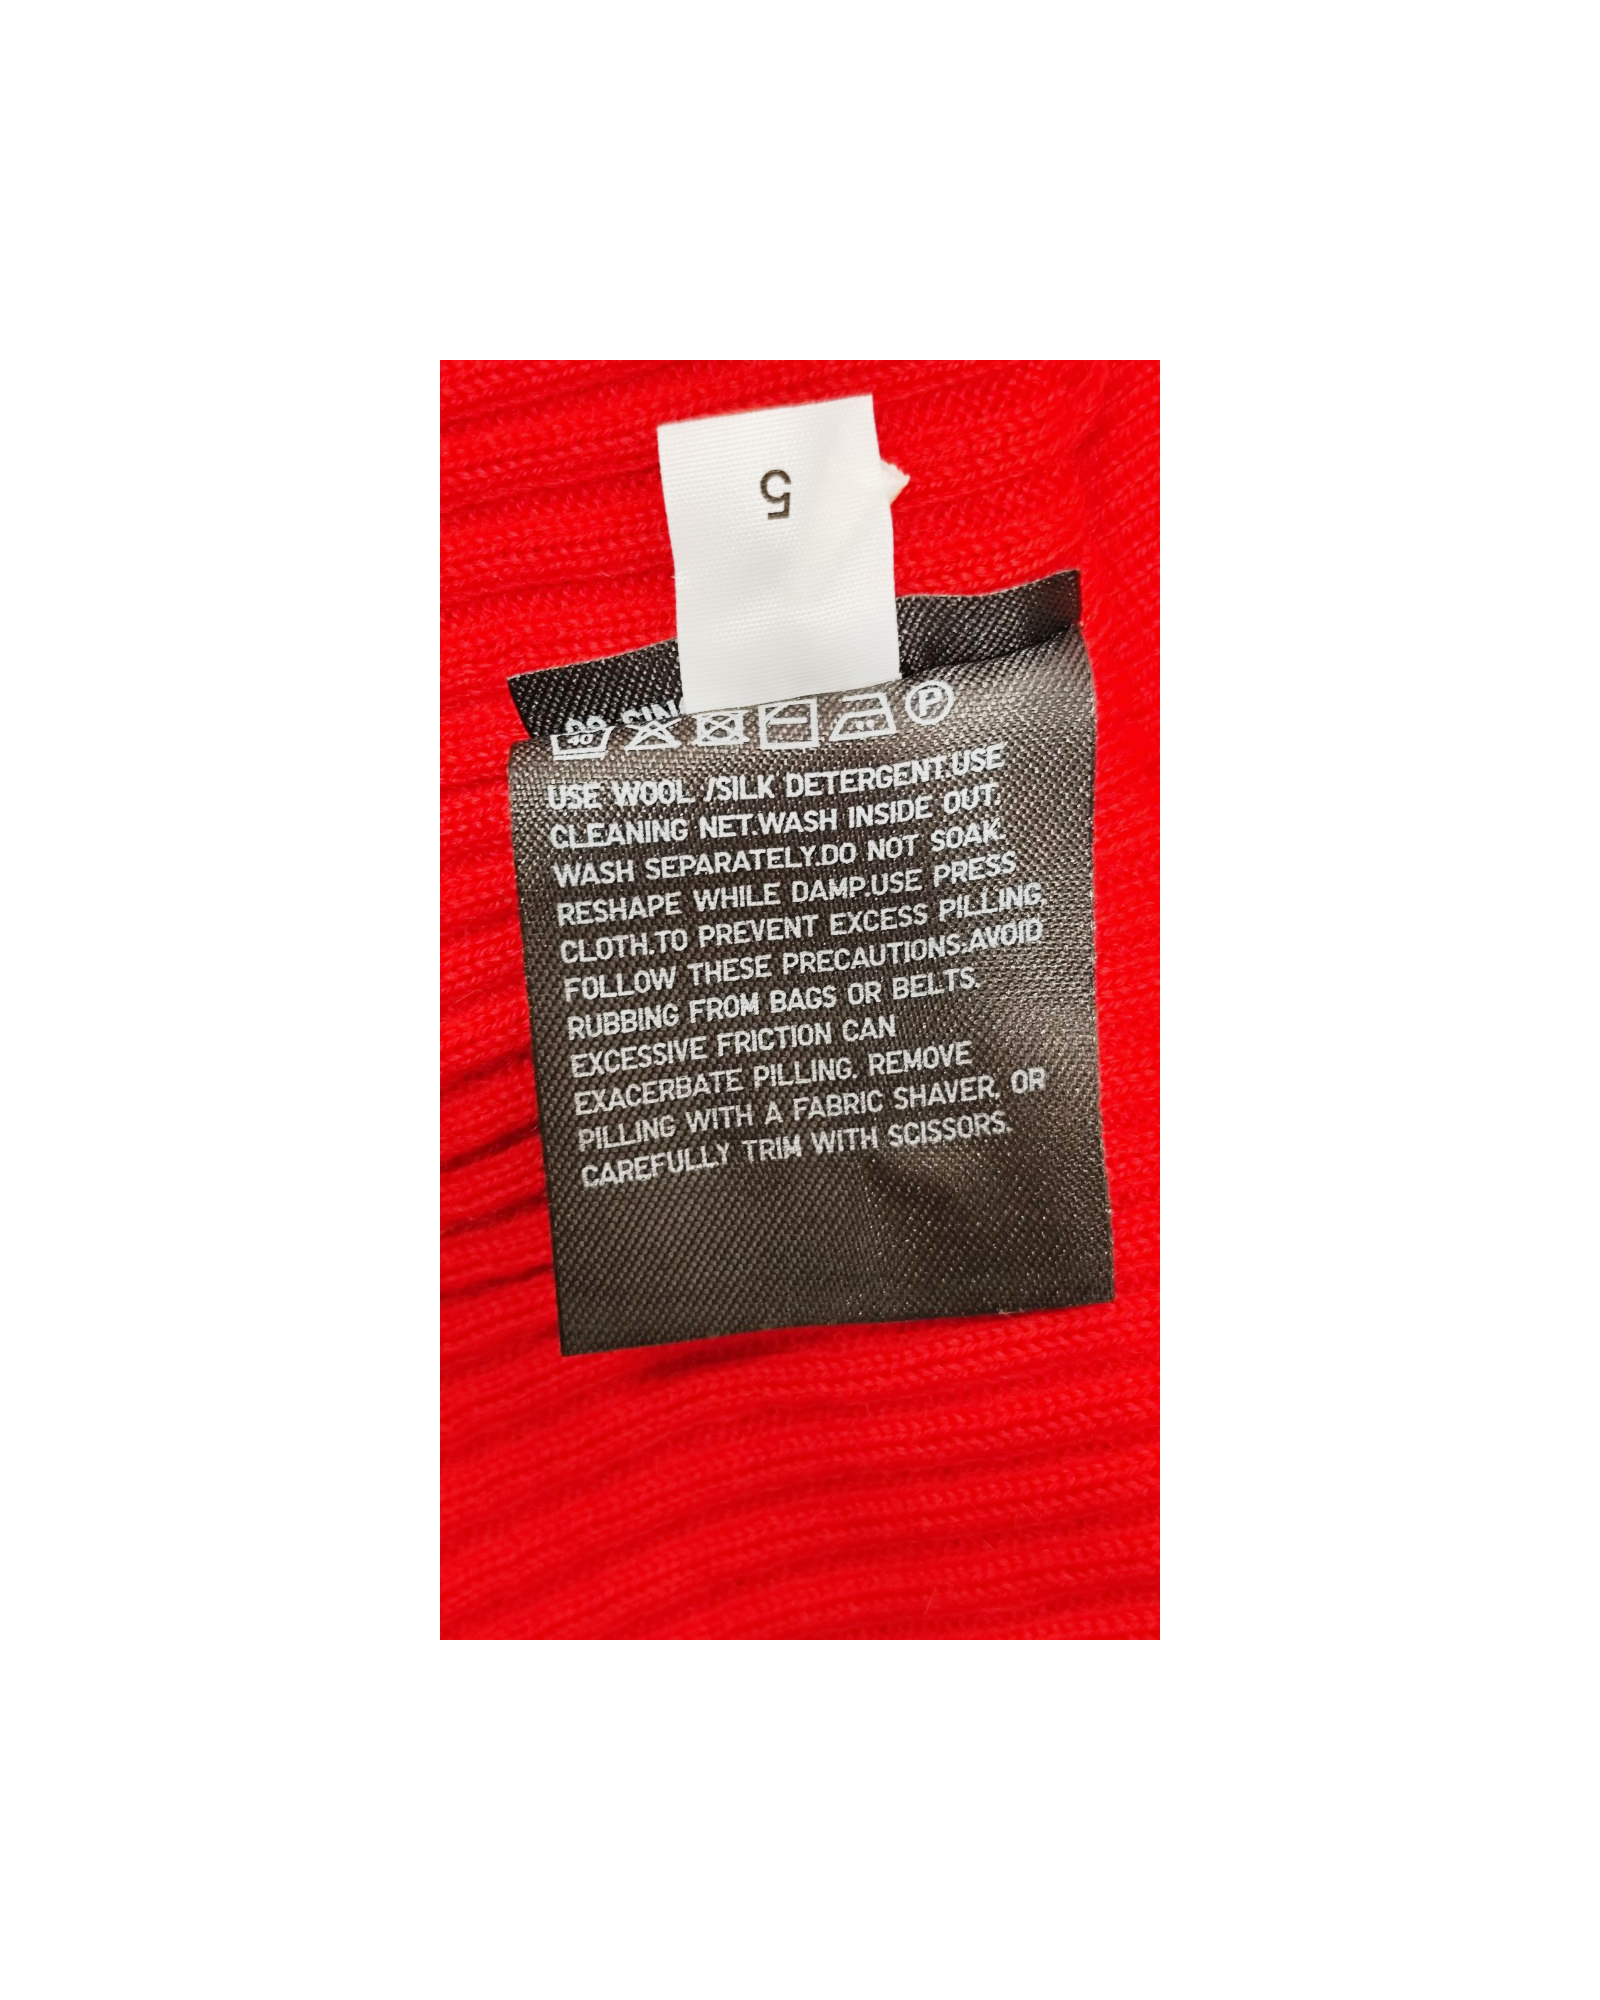 5
40
P
USE WOOL /SILK DETERGENT.USE
CLEANING NET.WASH INSIDE OUT.
WASH SEPARATELY.DO NOT SOAK.
RESHAPE WHILE DAMP.USE PRESS
CLOTH.TO PREVENT EXCESS PILLING,
FOLLOW THESE PRECAUTIONS:AVOID
RUBBING FROM BAGS OR BELTS.
EXCESSIVE FRICTION CAN
EXACERBATE PILLING. REMOVE
PILLING WITH A FABRIC SHAVER, OR
CAREFULLY TRIM WITH SCISSORS.